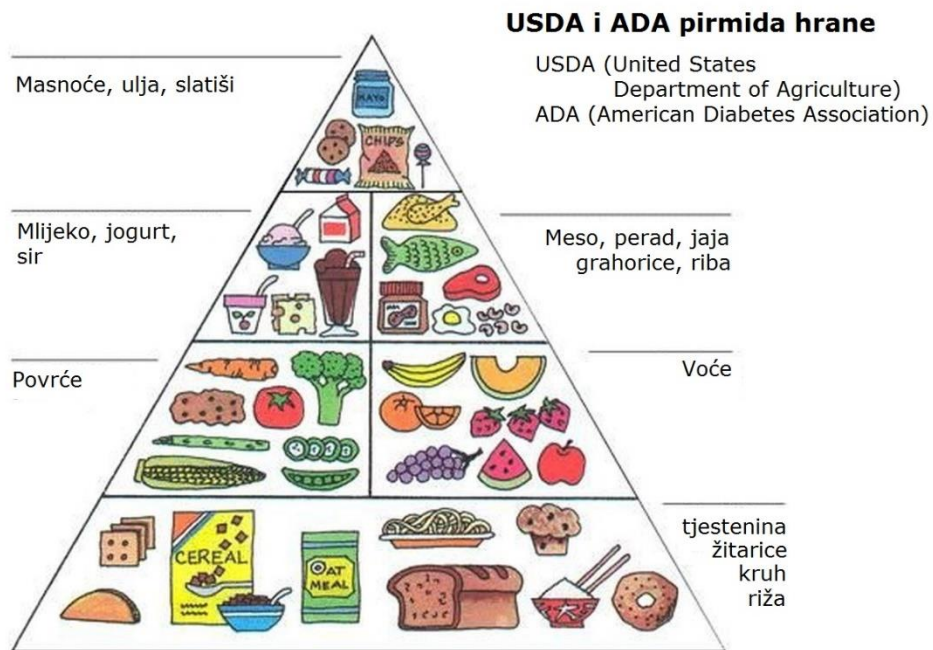 USDA i ADA pirmida hrane
USDA (United States
Department of Agriculture)
ADA (American Diabetes Association)
Masnoće, ulja, slatiši
MAYO
CHIPS
Mlijeko, jogurt,
sir
Meso, perad, jaja
grahorice, riba
Povrće
Voće
tjestenina
žitarice
kruh
riža
CEREAL
OAT
MEAL